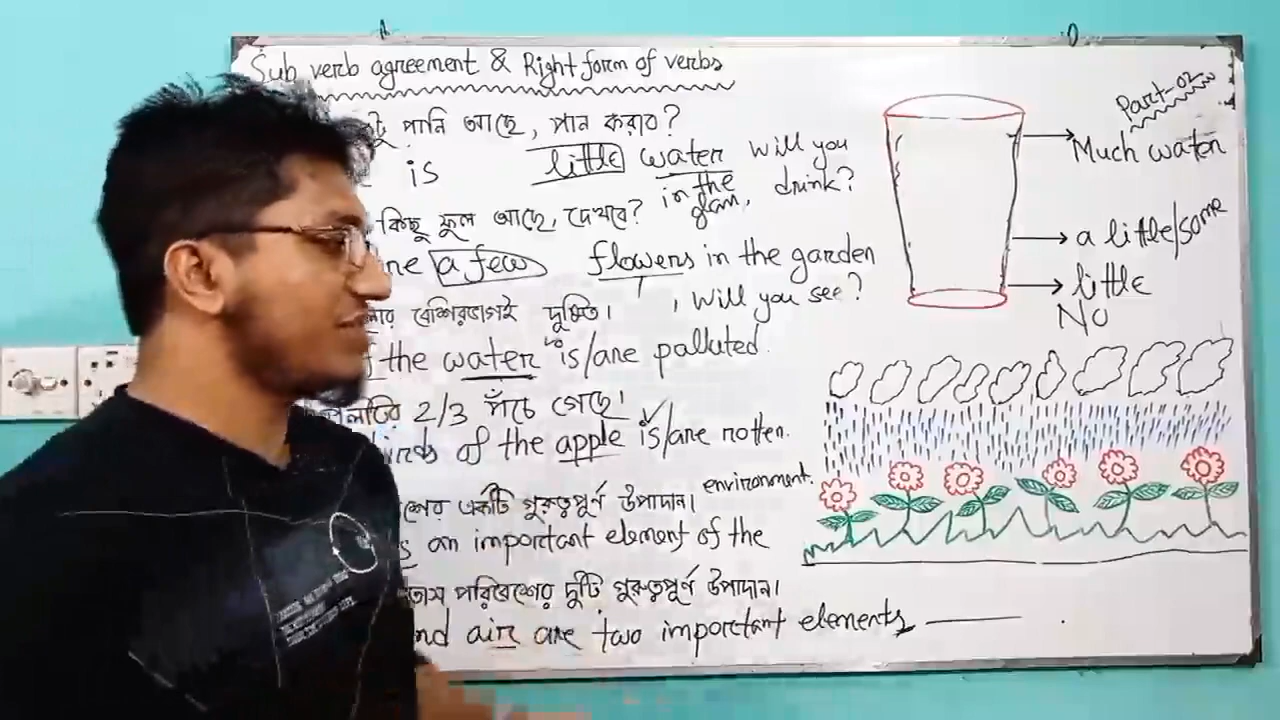 Sub verb agreement & Right form of verbs
Part-02
পানি আছে, পান করবে?
is little water will you
in the drink?
glass,
কিছু ফুল আছে, দেখবে?
a few flowers in the garden
, will you see?
বেশিরভাগই দূষিত।
the water is/are palluted.
2/3 পঁচে গেছে।
of the apple is/are rotten.
একটি গুরুত্বপূর্ণ উপাদান।
environment.
an important element of the
পরিবেশের দুটি গুরুত্বপূর্ণ উপাদান।
air are two important elements
Much water
a little/some
little
No